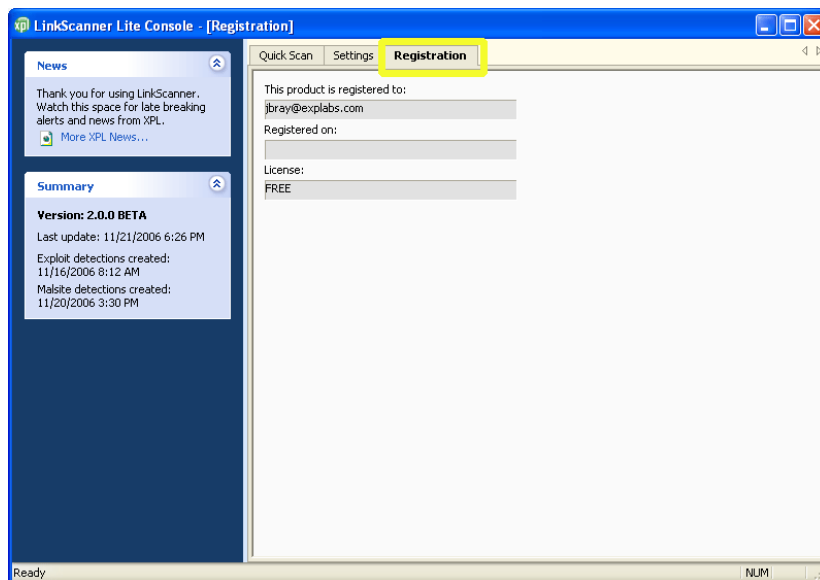 xpl LinkScanner Lite Console - [Registration]
News
Thank you for using LinkScanner.
Watch this space for late breaking
alerts and news from XPL.
More XPL News...
Summary
Version: 2.0.0 BETA
Last update: 11/21/2006 6:26 PM
Exploit detections created:
11/16/2006 8:12 AM
Malsite detections created:
11/20/2006 3:30 PM
Quick Scan Settings Registration
This product is registered to:
jbray@explabs.com
Registered on:
License:
FREE
Ready NUM